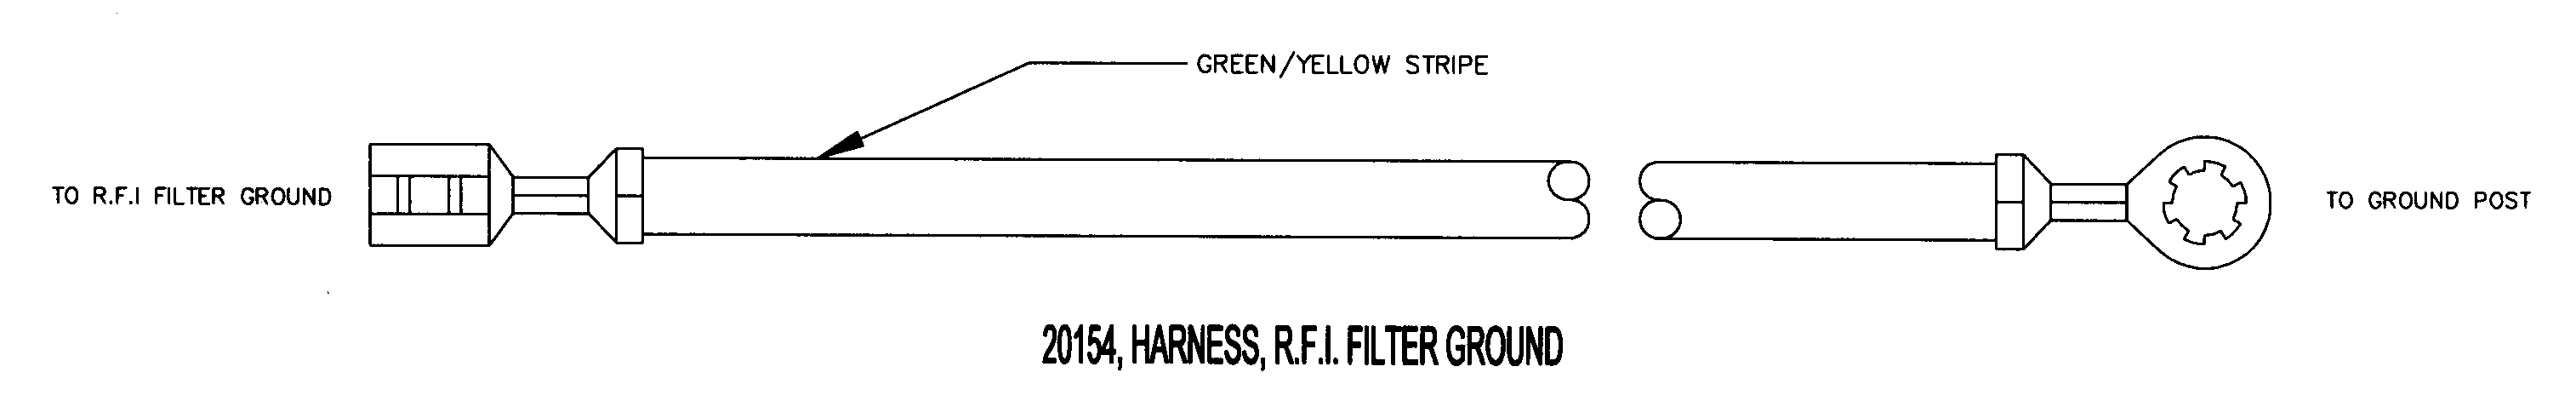 GREEN/YELLOW STRIPE
TO R.F.I FILTER GROUND
TO GROUND POST
20154, HARNESS, R.F.I. FILTER GROUND